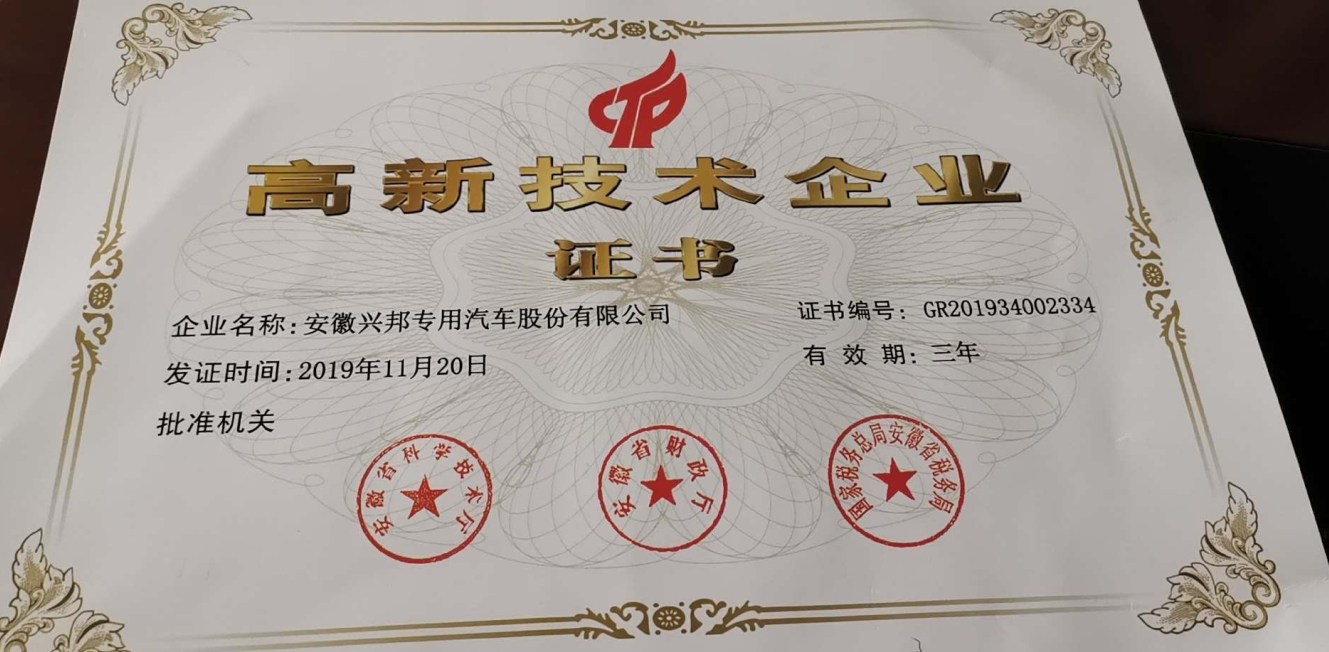 高新技术企业
证书
企业名称:安徽兴邦专用汽车股份有限公司
证书编号:GR201934002334
发证时间:2019年11月20日
有效期:三年
批准机关
安徽省科学技术厅
安徽省财政厅
国家税务总局安徽省税务局